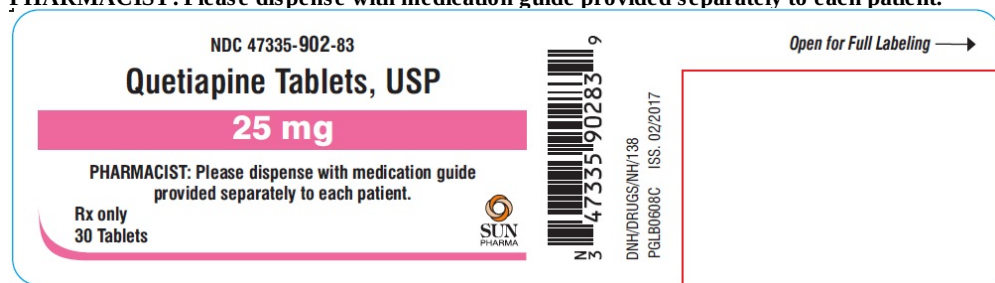 PHARMACIST: Please dispense with medication guide provided separately to each patient.
NDC 47335-902-83
Quetiapine Tablets, USP
25 mg
PHARMACIST: Please dispense with medication guide
provided separately to each patient.
Rx only
30 Tablets
SUN
PHARMA
N
3 47335 90283 9
DNH/DRUGS/NH/138
PGLB0608C ISS. 02/2017
Open for Full Labeling